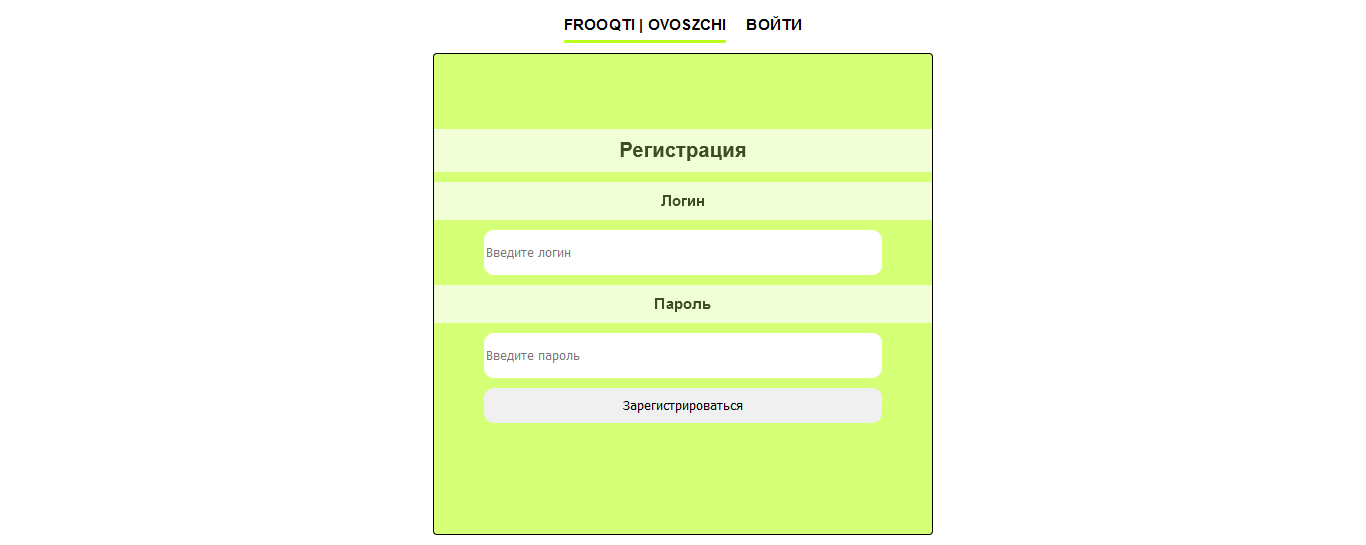 FROOQTI | OVOSZCHI ВОЙТИ
Регистрация
Логин
Введите логин
Пароль
Введите пароль
Зарегистрироваться